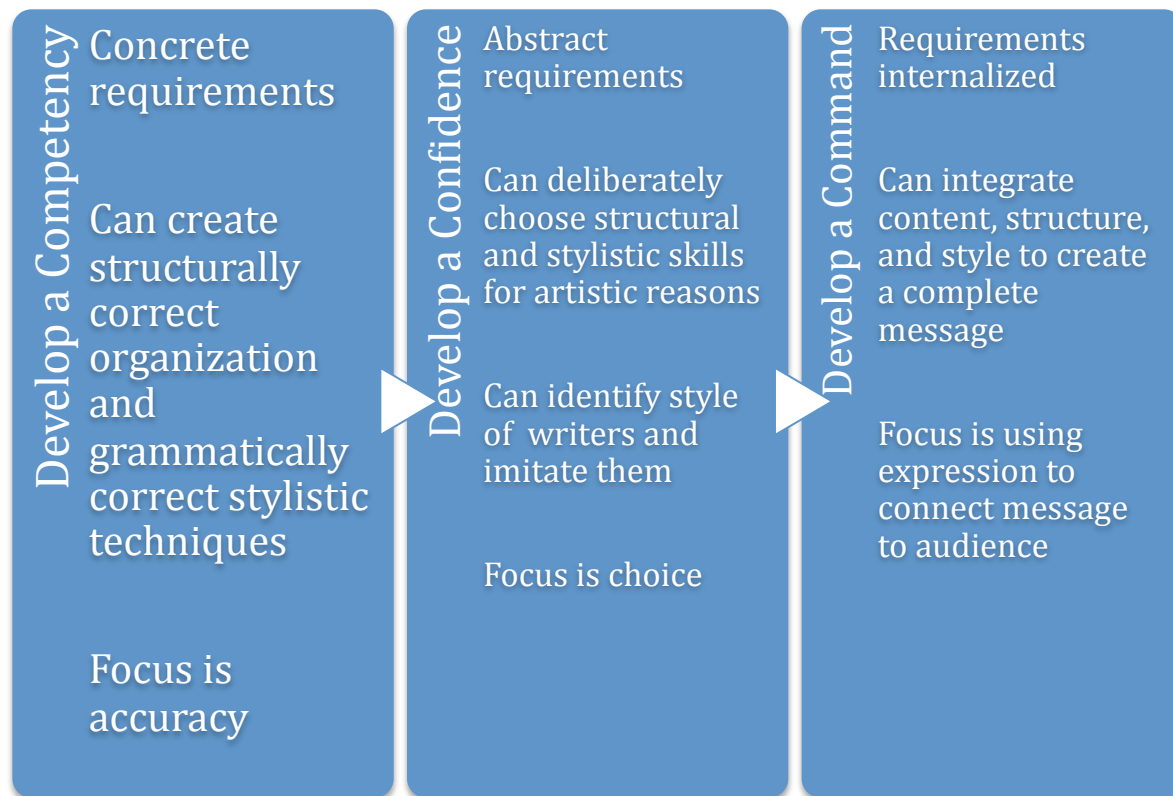 Develop a Competency
Concrete
requirements
Can create
structurally
correct
organization
and
grammatically
correct stylistic
techniques
Focus is
accuracy
Develop a Confidence
Abstract
requirements
Can deliberately
choose structural
and stylistic skills
for artistic reasons
Can identify style
of writers and
imitate them
Focus is choice
Develop a Command
Requirements
internalized
Can integrate
content, structure,
and style to create
a complete
message
Focus is using
expression to
connect message
to audience